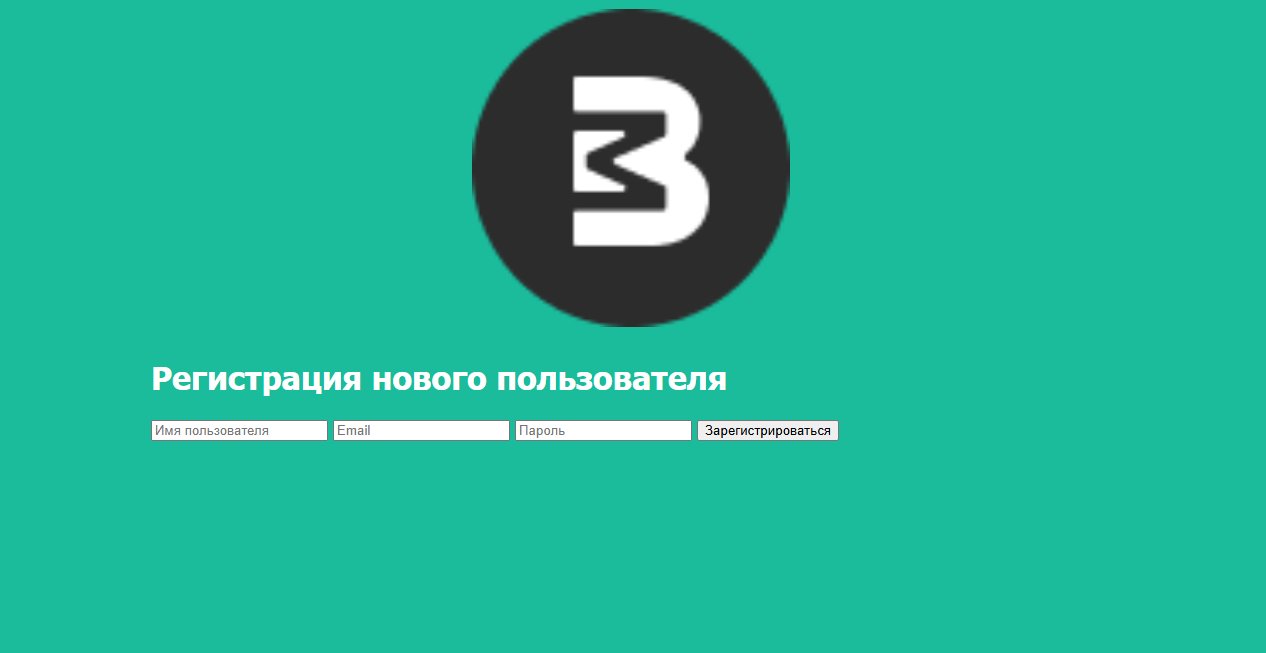 Регистрация нового пользователя
Имя пользователя Email Пароль Зарегистрироваться